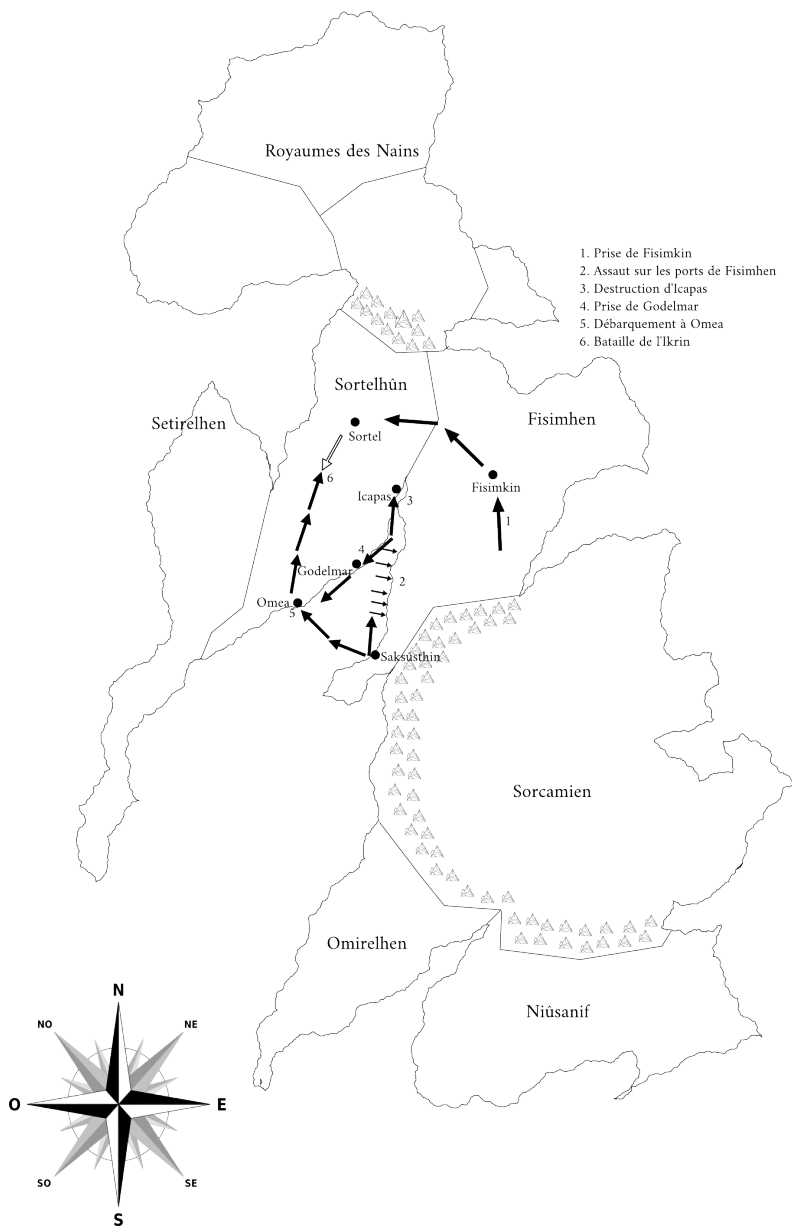 Royaumes des Nains
1. Prise de Fisimkin
2. Assaut sur les ports de Fisimhen
3. Destruction d'Icapas
4. Prise de Godelmar
5. Débarquement à Omea
6. Bataille de l'Ikrin
Sortelhûn
Setirelhen
Fisimhen
Sortel
6
Fisimkin
Icapas
3
1
4
Godelmar
2
Omea
5
Saksûsthin
Sorcamien
Omirelhen
Niûsanif
N
NO
NE
O
E
SO
SE
S